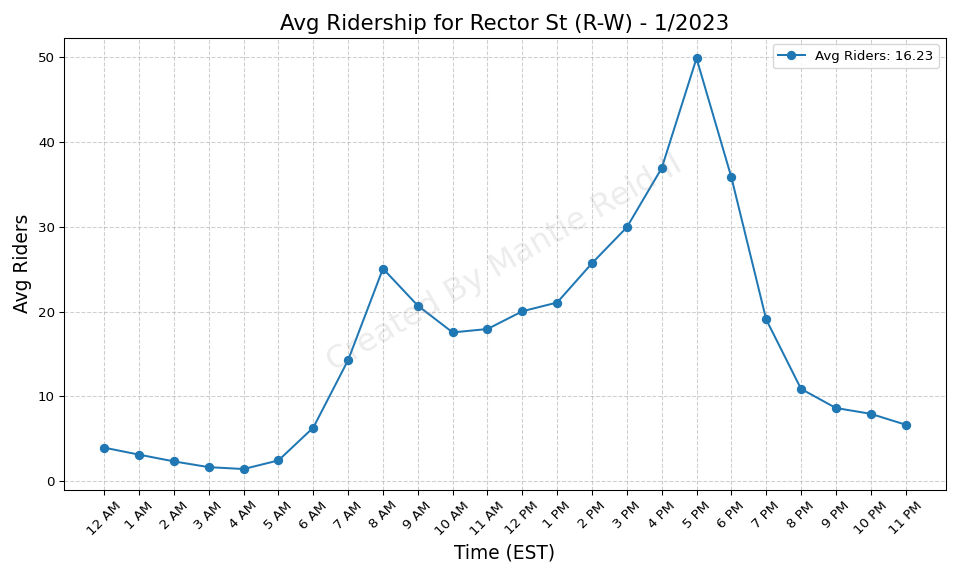 Avg Ridership for Rector St (R-W) - 1/2023
Avg Riders: 16.23
Avg Riders
50
40
30
20
10
0
Created By Mantle Reid II
12 AM
1 AM
2 AM
3 AM
4 AM
5 AM
6 AM
7 AM
8 AM
9 AM
10 AM
11 AM
12 PM
1 PM
2 PM
3 PM
4 PM
5 PM
6 PM
7 PM
8 PM
9 PM
10 PM
11 PM
Time (EST)